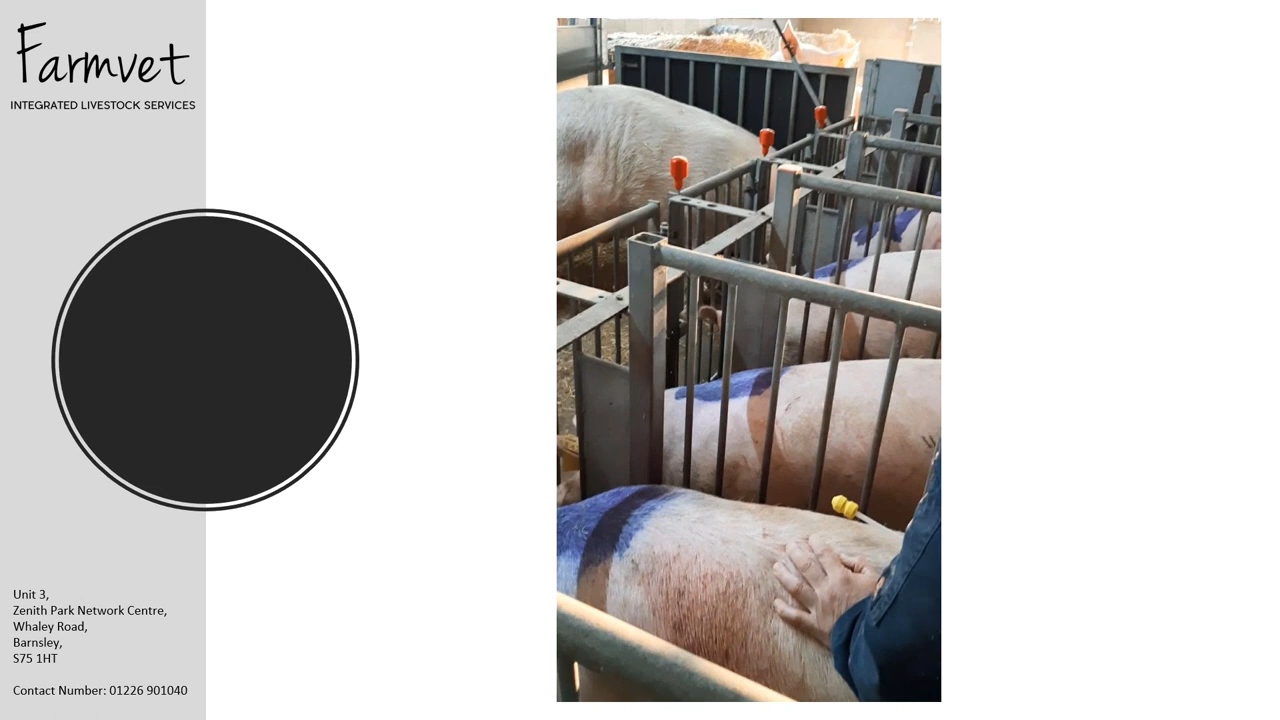 Farmvet
INTEGRATED LIVESTOCK SERVICES
Unit 3,
Zenith Park Network Centre,
Whaley Road,
Barnsley,
S75 1HT
Contact Number: 01226 901040